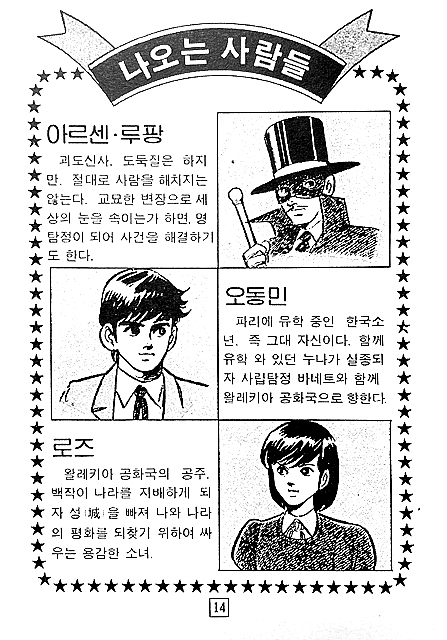 나오는 사람들
아르센·루팡
괴도신사. 도둑질은 하지
만. 절대로 사람을 해치지는
않는다. 교묘한 변장으로 세
상의 눈을 속이는가 하면, 명
탐정이 되어 사건을 해결하기
도 한다.
오동민
파리에 유학 중인 한국소
년. 즉 그대 자신이다. 함께
유학 와 있던 누나가 실종되
자 사립탐정 바네트와 함께
왈레키아 공화국으로 향한다.
로즈
왈레키아 공화국의 공주.
백작이 나라를 지배하게 되
자 성(城)을 빠져 나와 나라
의 평화를 되찾기 위하여 싸
우는 용감한 소녀.
14